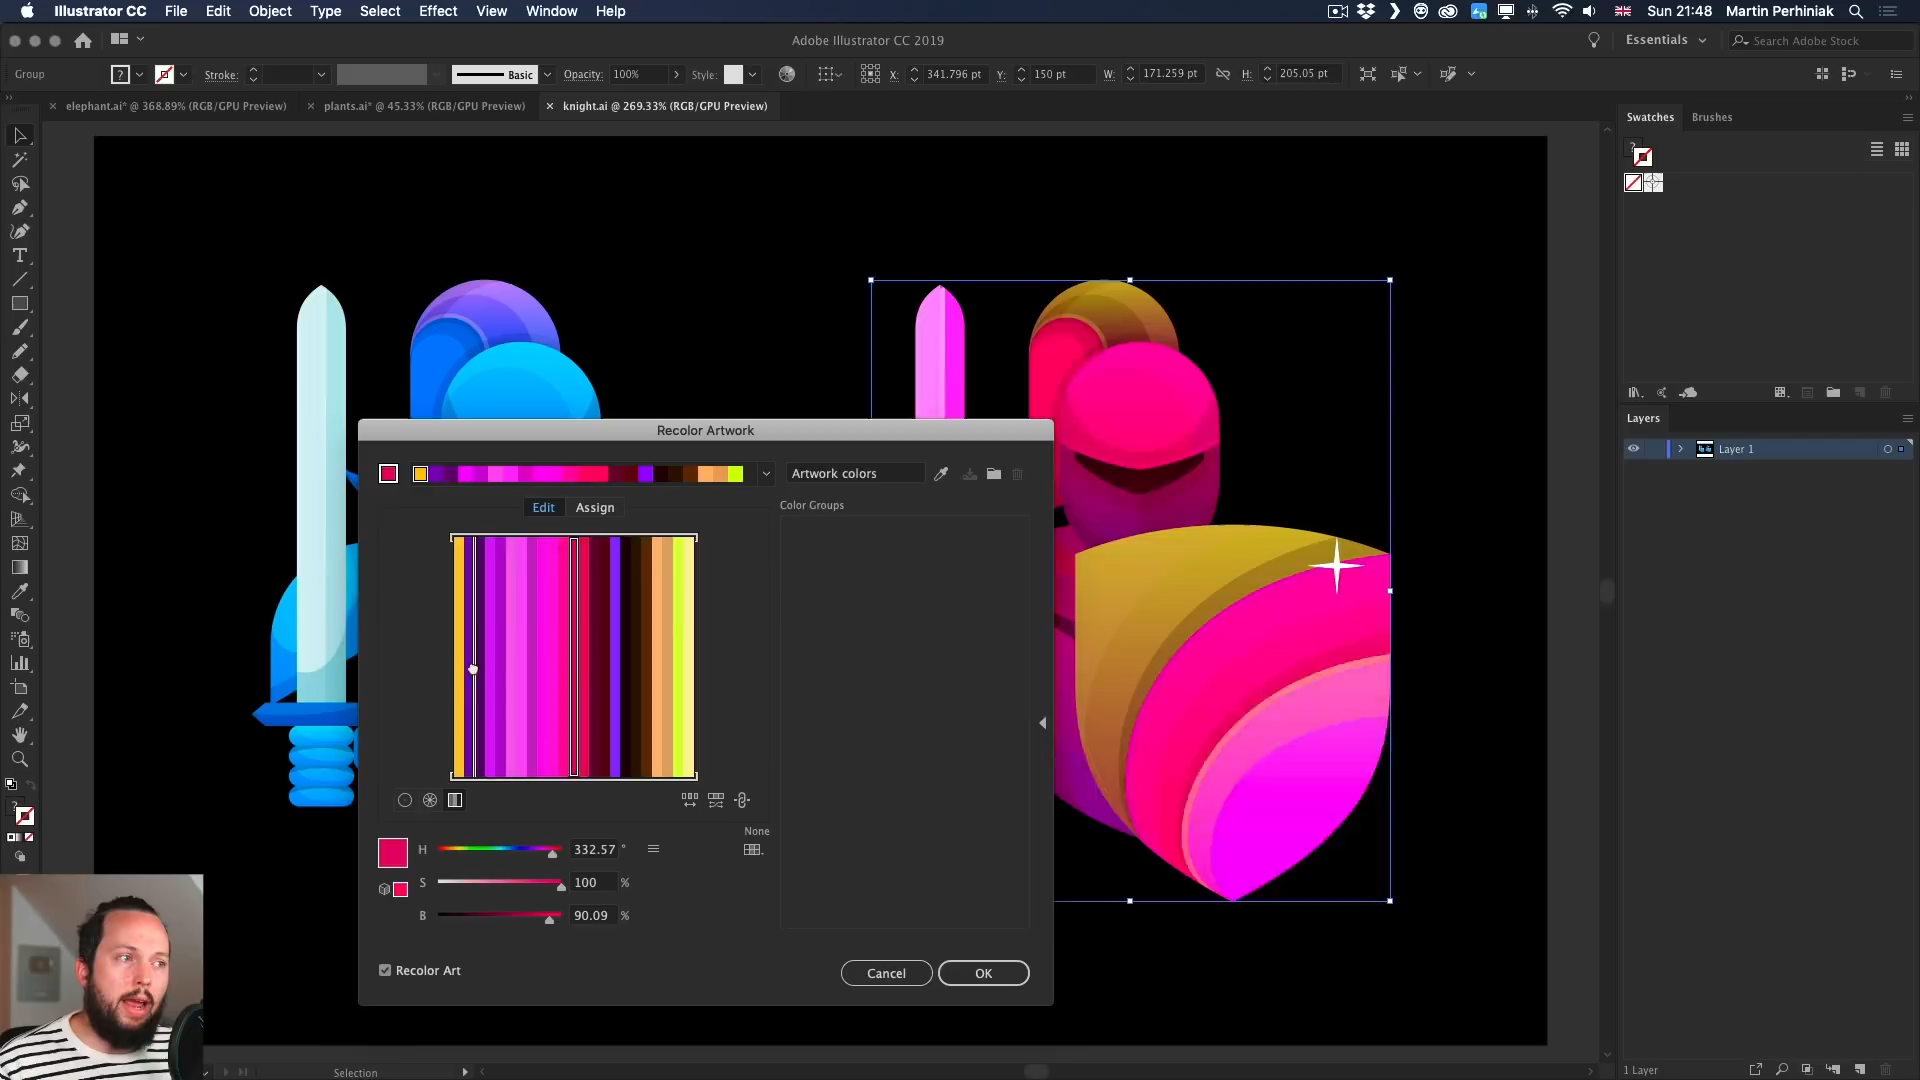 Illustrator CC File Edit Object Type Select Effect View Window Help Sun 21:48 Martin Perhiniak
Adobe Illustrator CC 2019 Essentials Search Adobe Stock
Group ? Stroke: Basic Opacity: 100% Style: X: 341.796 pt Y: 150 pt W: 171.259 pt H: 205.05 pt
elephant.ai* @ 368.89% (RGB/GPU Preview) plants.ai* @ 45.33% (RGB/GPU Preview) knight.ai @ 269.33% (RGB/GPU Preview)
Swatches Brushes
?
Layers
Layer 1
Recolor Artwork
Artwork colors
Edit Assign Color Groups
None
H 332.57 °
S 100 %
B 90.09 %
Recolor Art Cancel OK
Selection 1 Layer